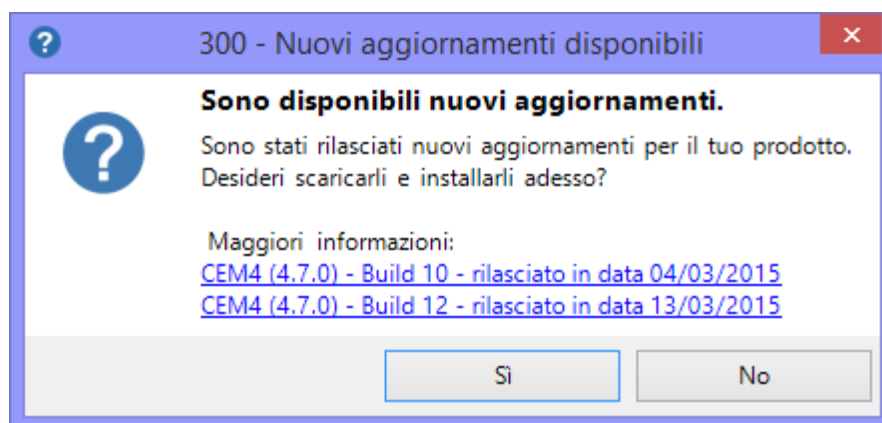 300 - Nuovi aggiornamenti disponibili
Sono disponibili nuovi aggiornamenti.
Sono stati rilasciati nuovi aggiornamenti per il tuo prodotto.
Desideri scaricarli e installarli adesso?
Maggiori informazioni:
CEM4 (4.7.0) - Build 10 - rilasciato in data 04/03/2015
CEM4 (4.7.0) - Build 12 - rilasciato in data 13/03/2015
Sì
No